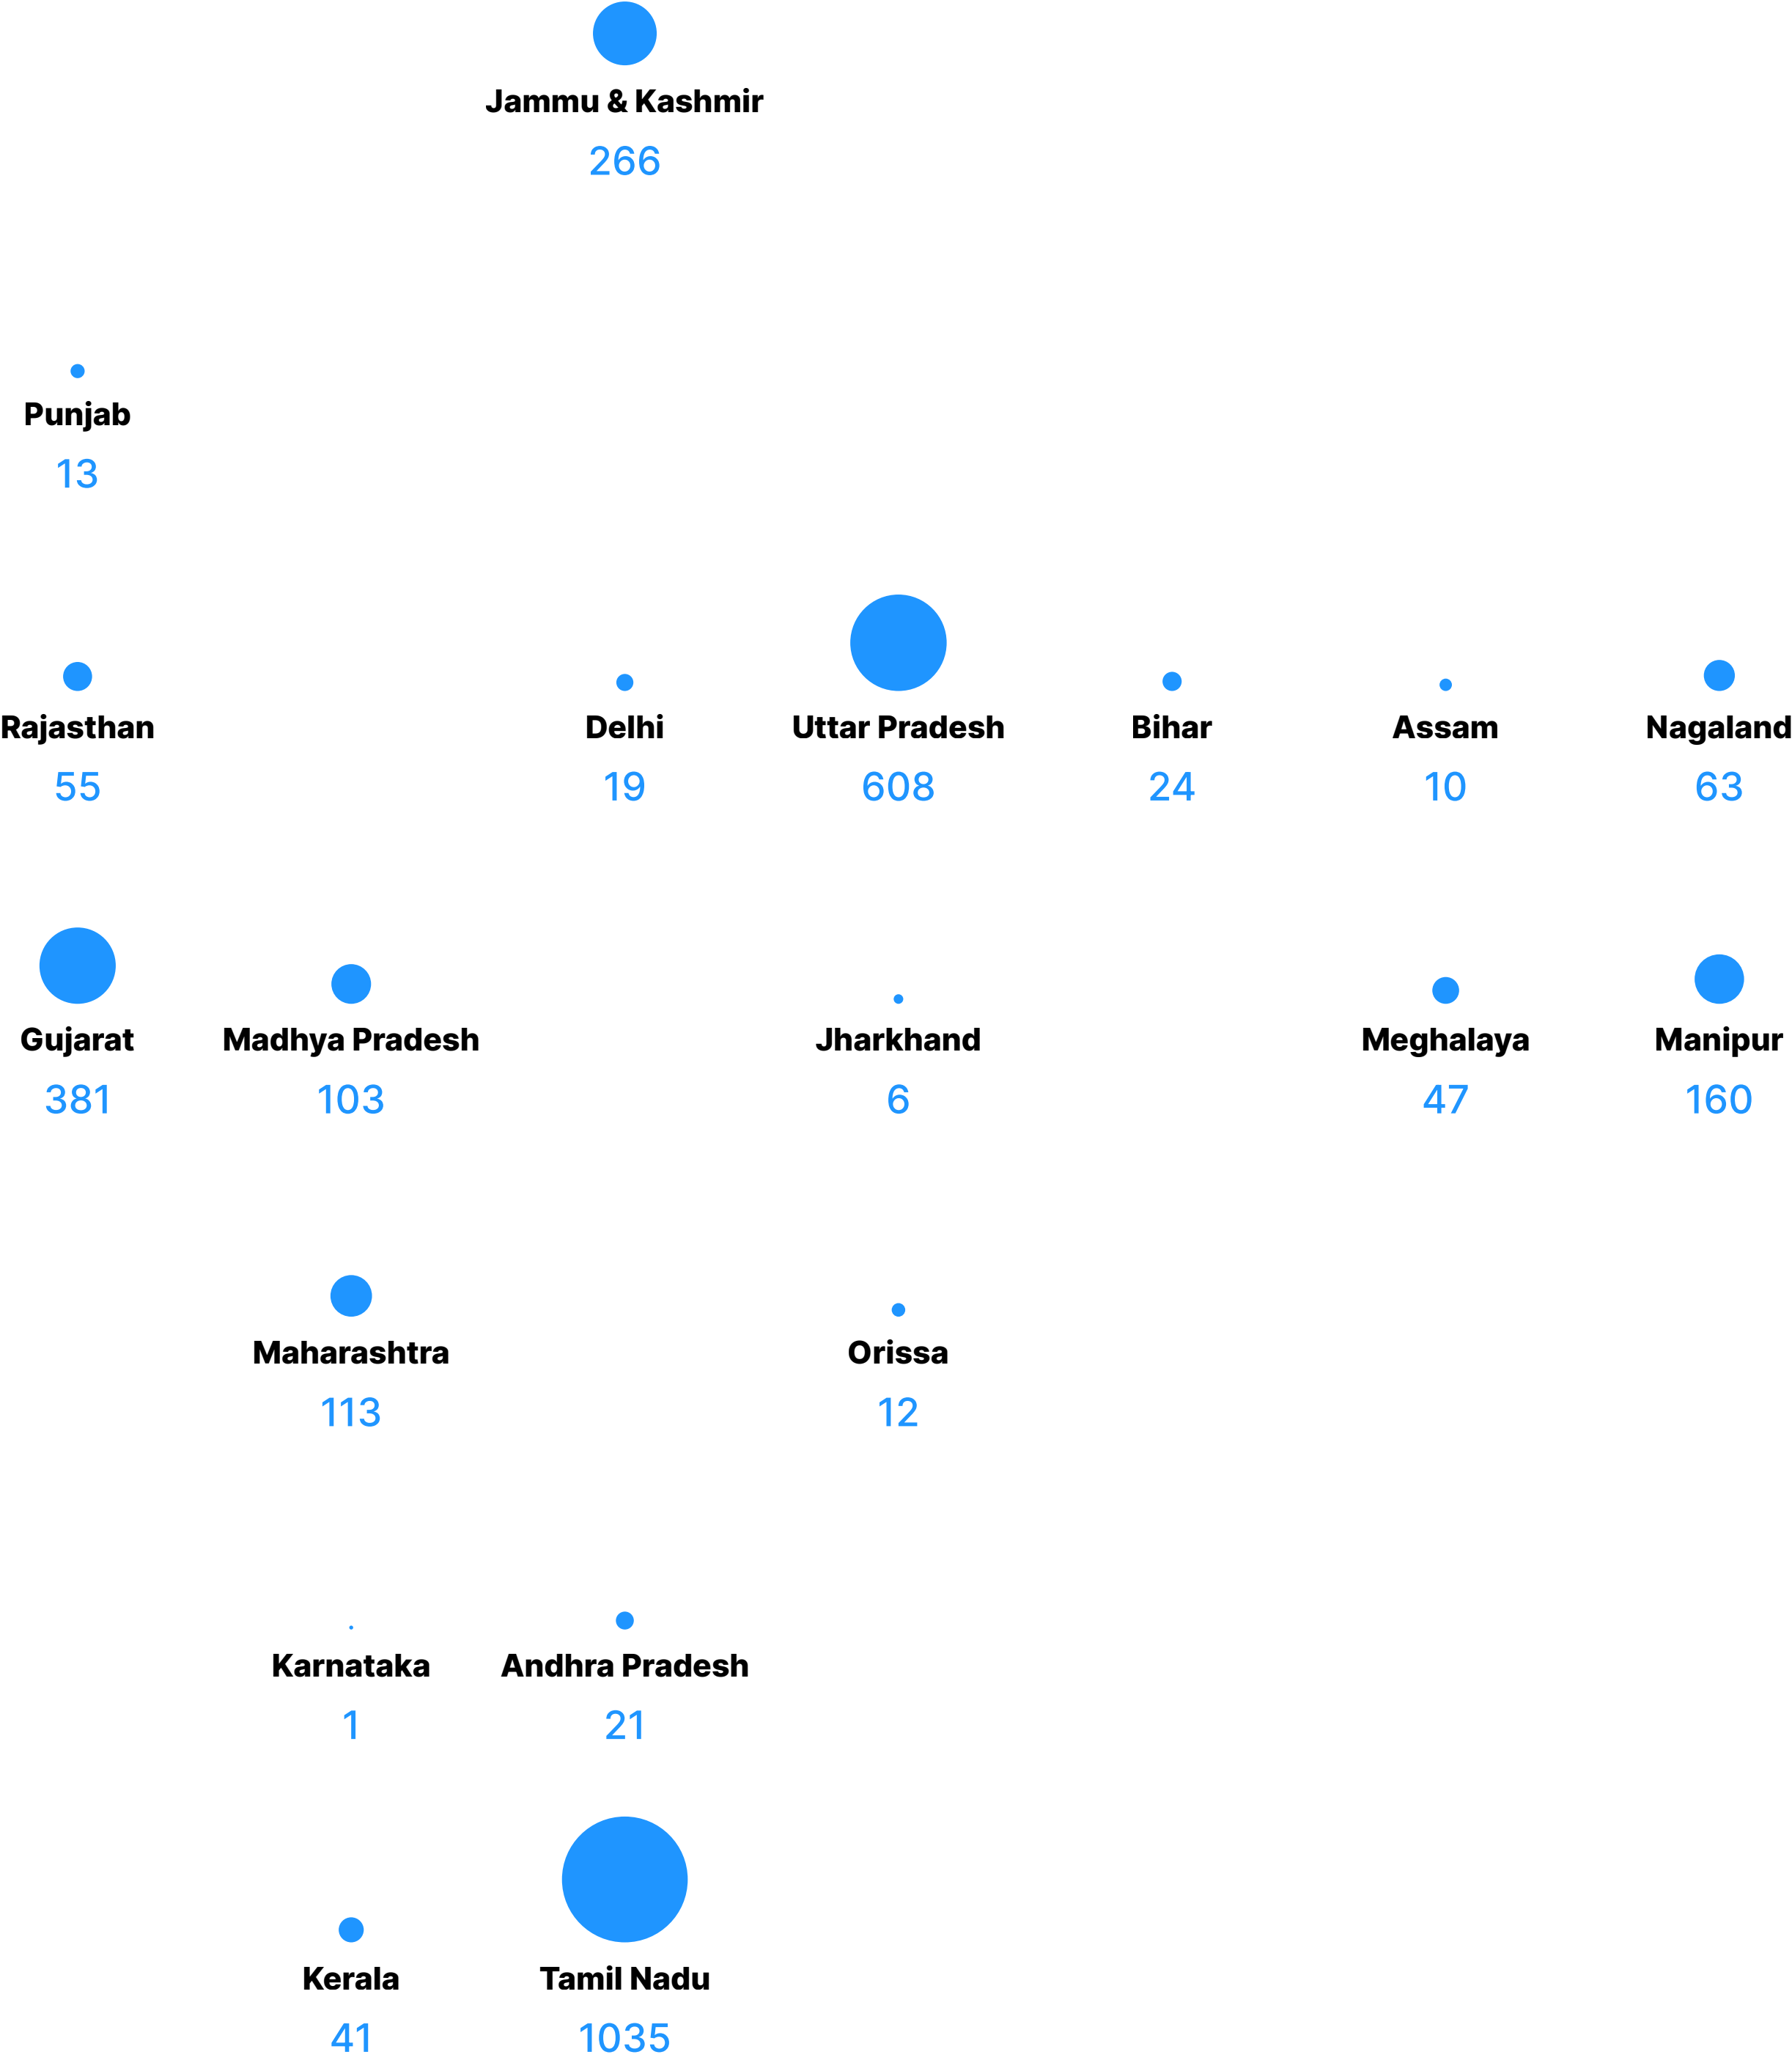 Jammu & Kashmir
266
Punjab
13
Rajasthan
55
Delhi
19
Uttar Pradesh
608
Bihar
24
Assam
10
Nagaland
63
Gujarat
381
Madhya Pradesh
103
Jharkhand
6
Meghalaya
47
Manipur
160
Maharashtra
113
Orissa
12
Karnataka
1
Andhra Pradesh
21
Kerala
41
Tamil Nadu
1035